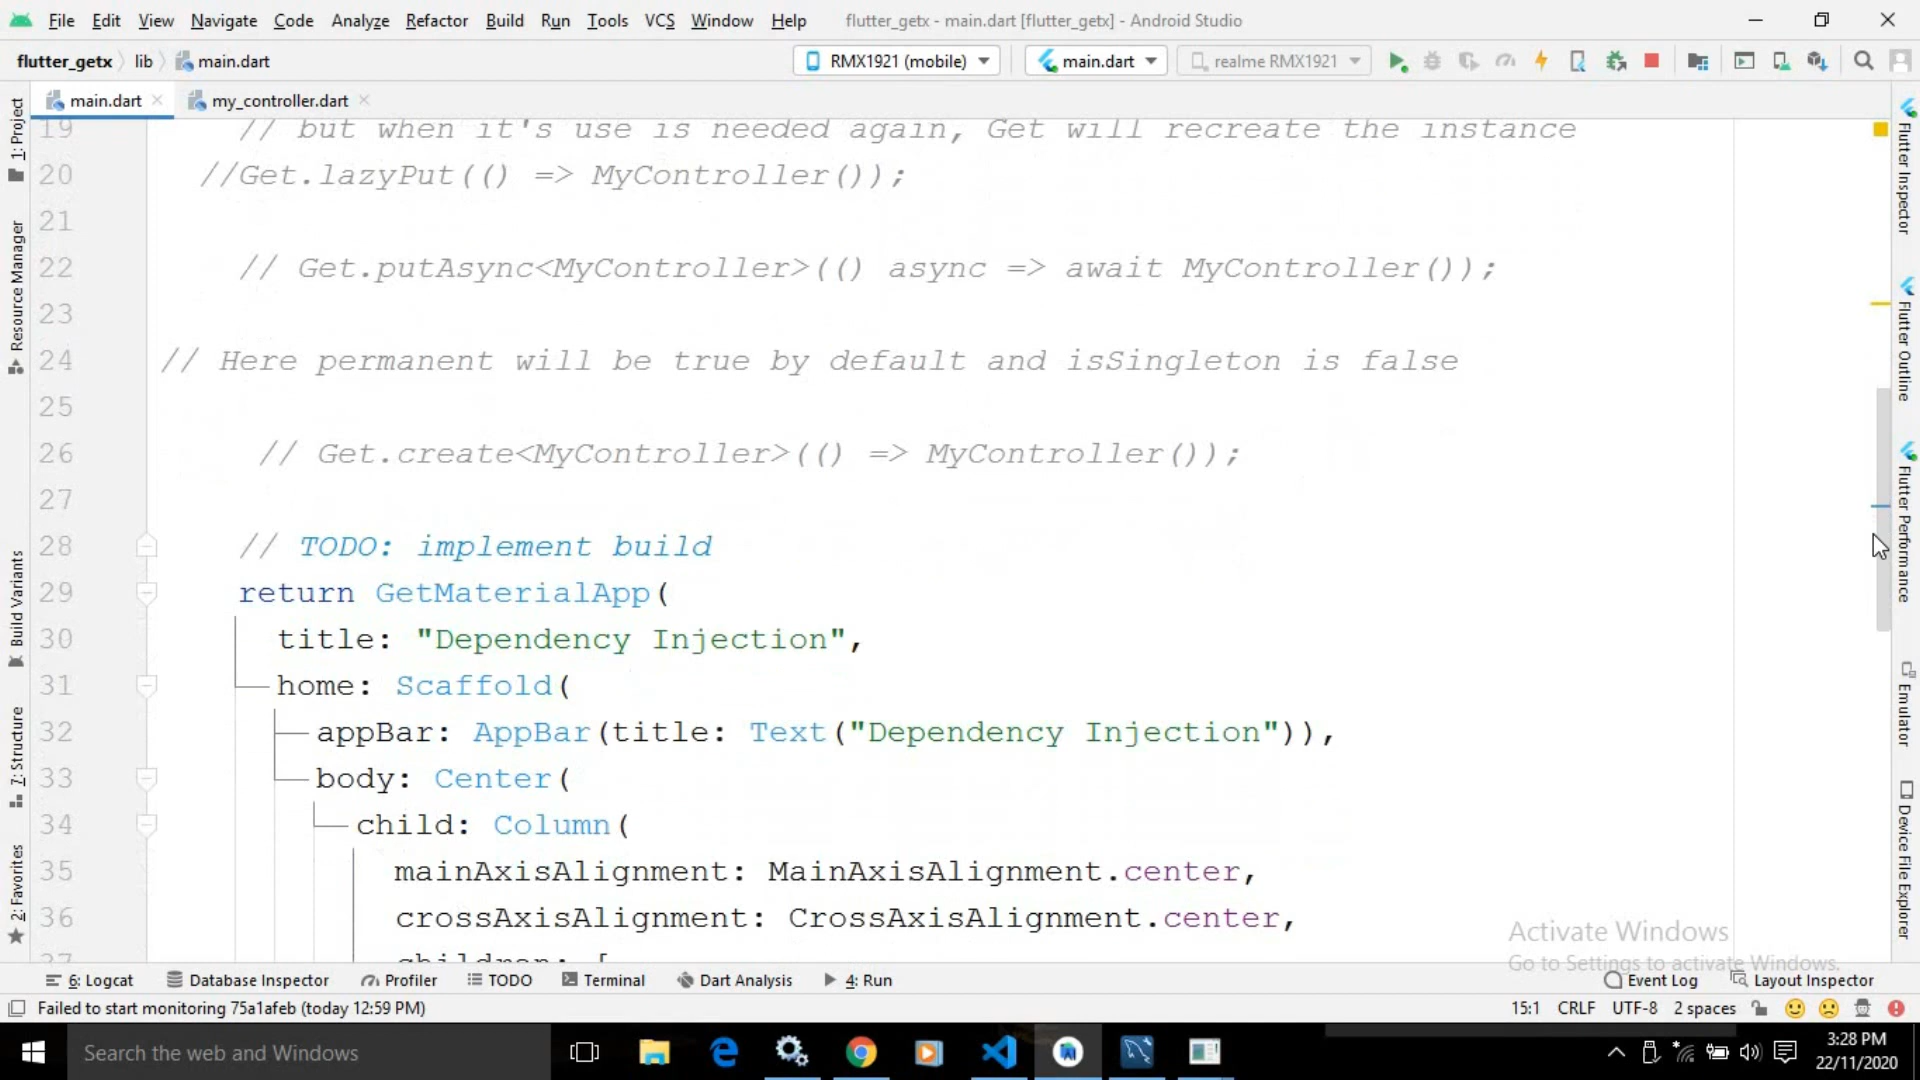 File Edit View Navigate Code Analyze Refactor Build Run Tools VCS Window Help flutter_getx - main.dart [flutter_getx] - Android Studio
flutter_getx lib main.dart RMX1921 (mobile) main.dart realme RMX1921
main.dart my_controller.dart
19 // but when it's use is needed again, Get will recreate the instance
20 //Get.lazyPut(() => MyController());
21
22 // Get.putAsync<MyController>(() async => await MyController());
23
24 // Here permanent will be true by default and isSingleton is false
25
26 // Get.create<MyController>(() => MyController());
27
28 // TODO: implement build
29 return GetMaterialApp(
30 title: "Dependency Injection",
31 home: Scaffold(
32 appBar: AppBar(title: Text("Dependency Injection")),
33 body: Center(
34 child: Column(
35 mainAxisAlignment: MainAxisAlignment.center,
36 crossAxisAlignment: CrossAxisAlignment.center,
37 children: [
1: Project
Resource Manager
Build Variants
7: Structure
2: Favorites
Flutter Inspector
Flutter Outline
Flutter Performance
Emulator
Device File Explorer
Activate Windows
Go to Settings to activate Windows.
6: Logcat Database Inspector Profiler TODO Terminal Dart Analysis 4: Run Event Log Layout Inspector
Failed to start monitoring 75a1afeb (today 12:59 PM) 15:1 CRLF UTF-8 2 spaces
Search the web and Windows
3:28 PM
22/11/2020